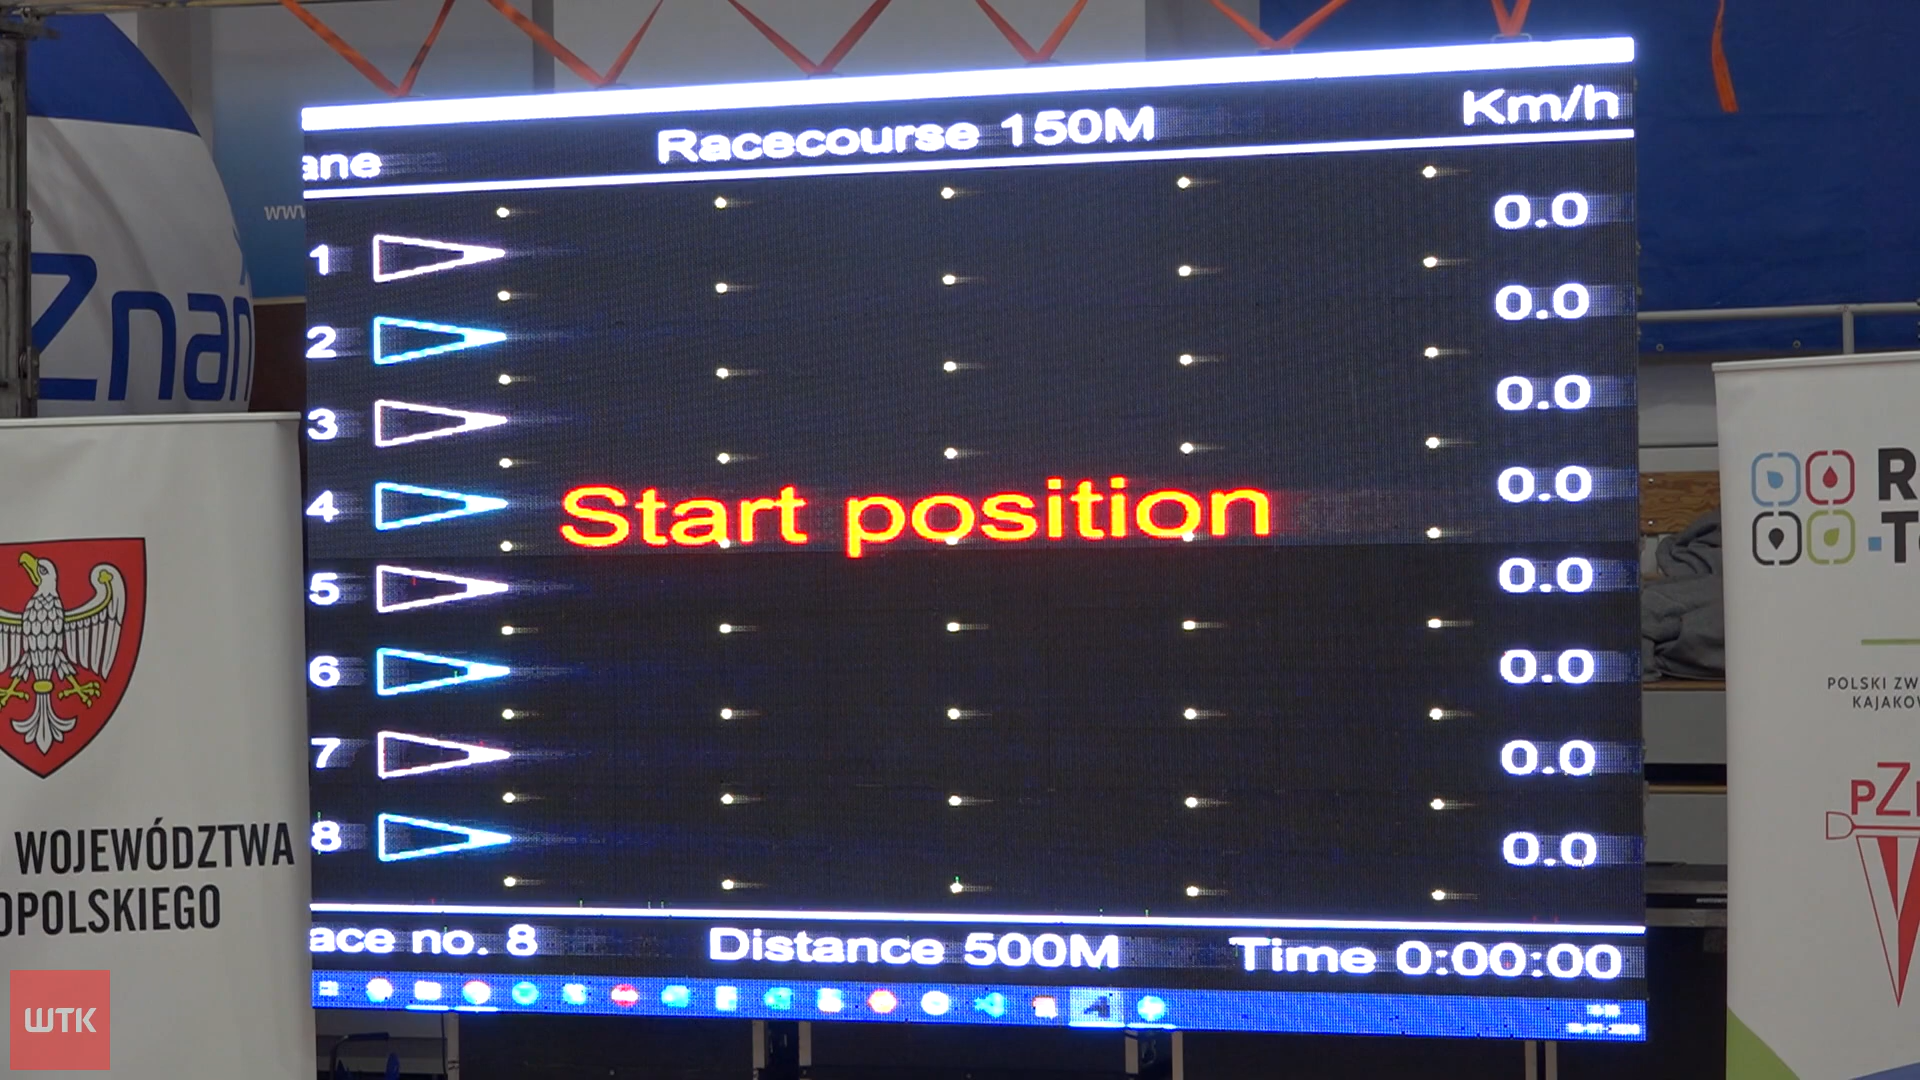 Racecourse 150M
Km/h
ane
0.0
1
0.0
2
0.0
3
0.0
4
Start position
0.0
5
0.0
6
0.0
7
0.0
8
ace no. 8
Distance 500M
Time 0:00:00
www
znań
WOJEWÓDZTWA
OPOLSKIEGO
WTK
POLSKI ZW
KAJAKO